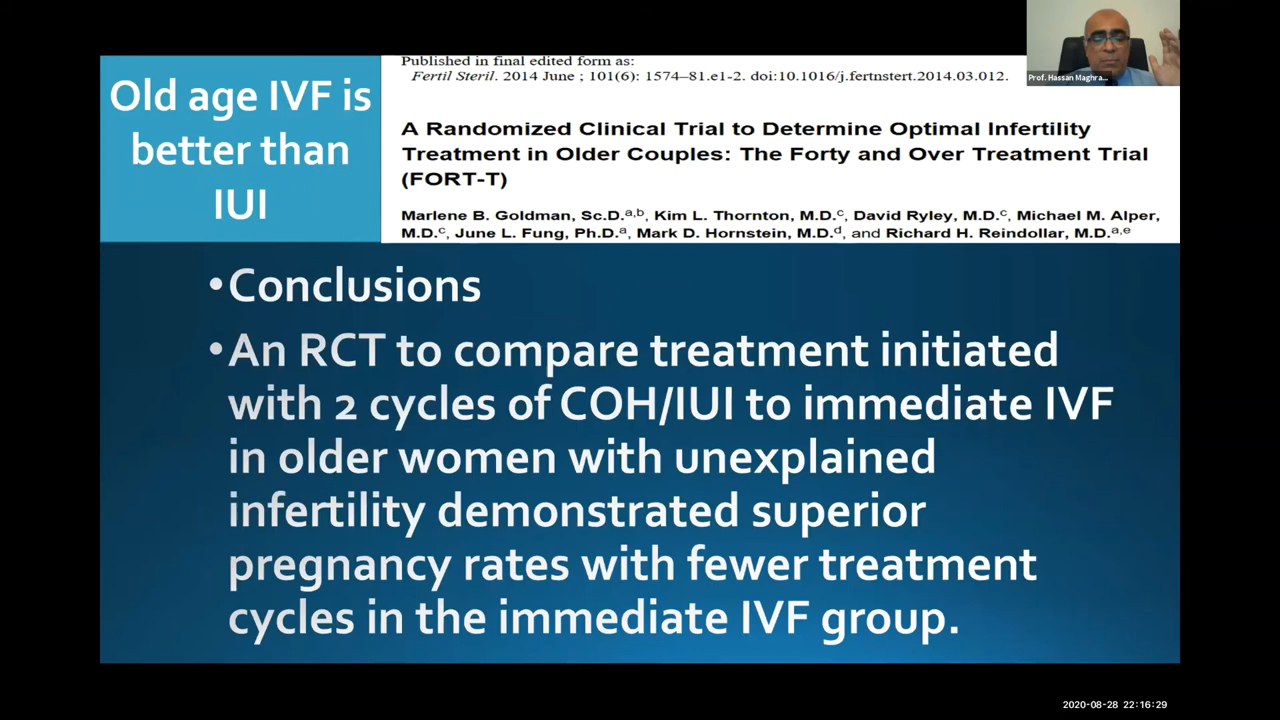 Old age IVF is
better than
IUI
Published in final edited form as:
Fertil Steril. 2014 June ; 101(6): 1574–81.e1-2. doi:10.1016/j.fertnstert.2014.03.012.
A Randomized Clinical Trial to Determine Optimal Infertility
Treatment in Older Couples: The Forty and Over Treatment Trial
(FORT-T)
Marlene B. Goldman, Sc.D.a,b, Kim L. Thornton, M.D.c, David Ryley, M.D.c, Michael M. Alper,
M.D.c, June L. Fung, Ph.D.a, Mark D. Hornstein, M.D.d, and Richard H. Reindollar, M.D.a,e
Prof. Hassan Maghra...
•Conclusions
•An RCT to compare treatment initiated
with 2 cycles of COH/IUI to immediate IVF
in older women with unexplained
infertility demonstrated superior
pregnancy rates with fewer treatment
cycles in the immediate IVF group.
2020-08-28 22:16:29